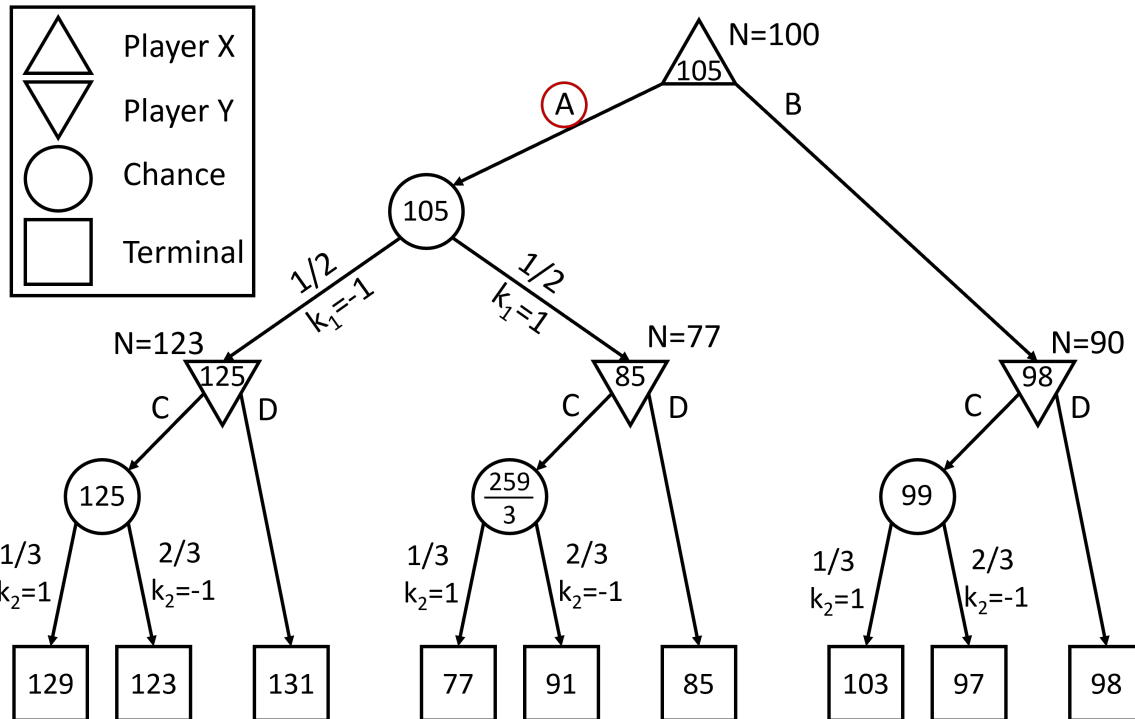 Player X
Player Y
Chance
Terminal
N=100
105
A
B
105
1/2
k₁=-1
1/2
k₁=1
N=123
125
N=77
85
N=90
98
C
D
C
D
C
D
125
259
3
99
1/3
k₂=1
2/3
k₂=-1
1/3
k₂=1
2/3
k₂=-1
1/3
k₂=1
2/3
k₂=-1
129
123
131
77
91
85
103
97
98